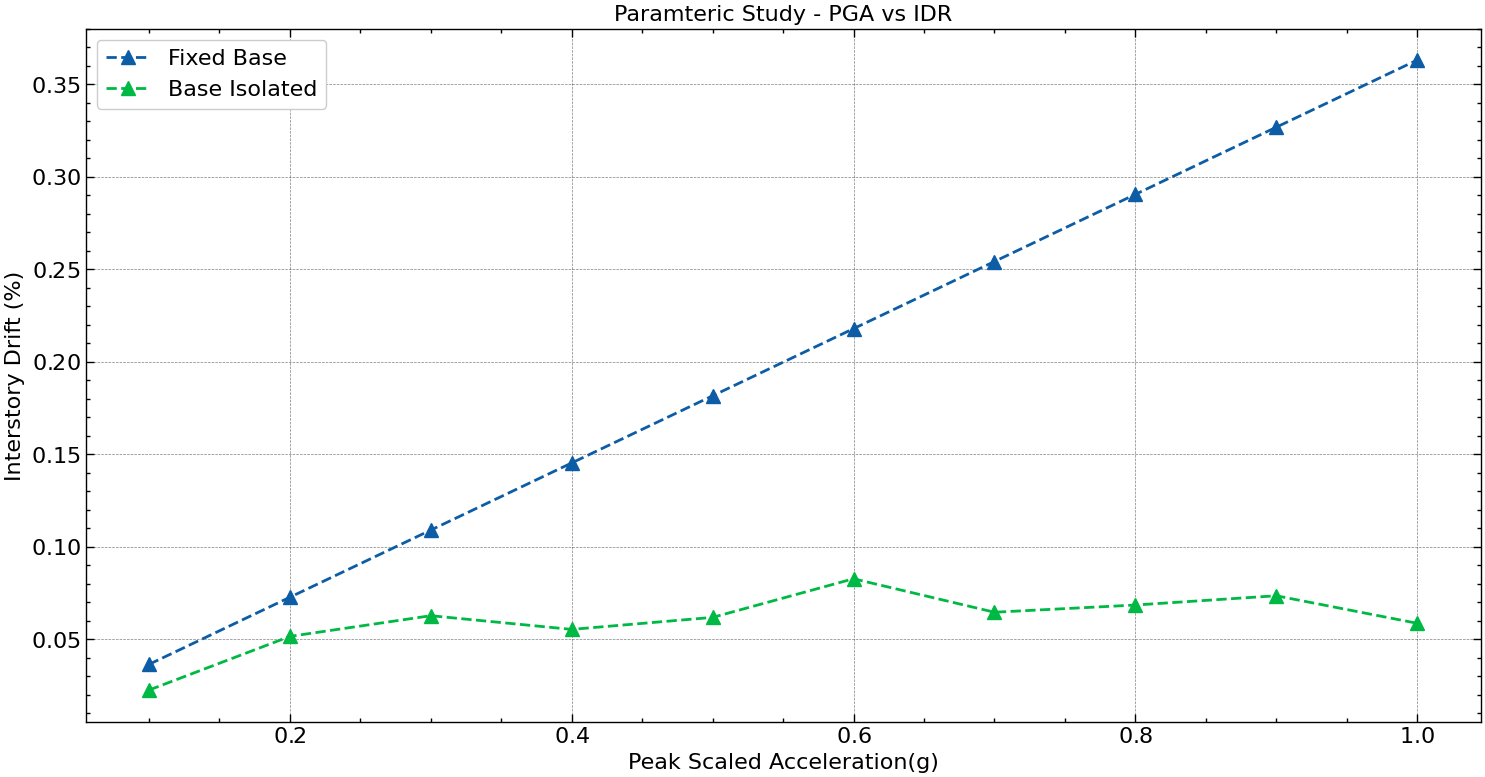 Paramteric Study - PGA vs IDR
Fixed Base
Base Isolated
0.35
0.30
0.25
0.20
0.15
0.10
0.05
Interstory Drift (%)
0.2 0.4 0.6 0.8 1.0
Peak Scaled Acceleration(g)